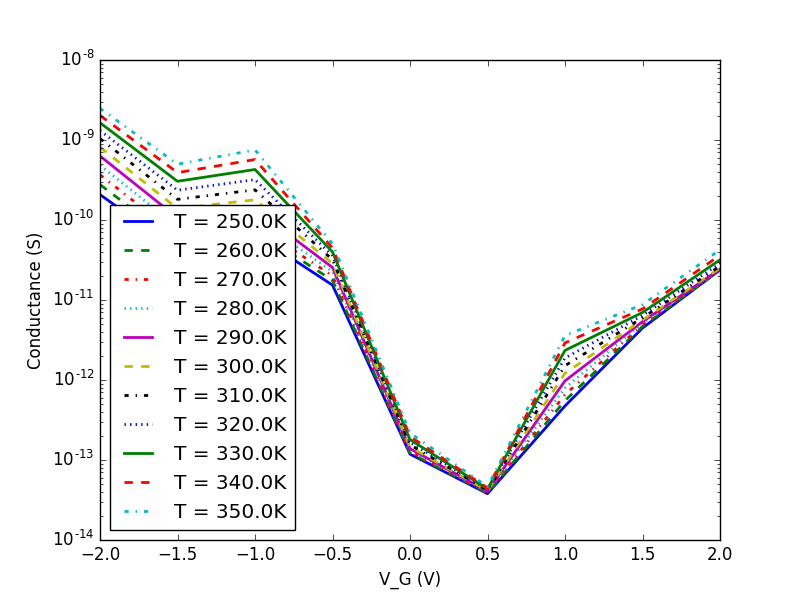 10^-8
10^-9
10^-10
10^-11
10^-12
10^-13
10^-14
Conductance (S)
T = 250.0K
T = 260.0K
T = 270.0K
T = 280.0K
T = 290.0K
T = 300.0K
T = 310.0K
T = 320.0K
T = 330.0K
T = 340.0K
T = 350.0K
−2.0 −1.5 −1.0 −0.5 0.0 0.5 1.0 1.5 2.0
V_G (V)